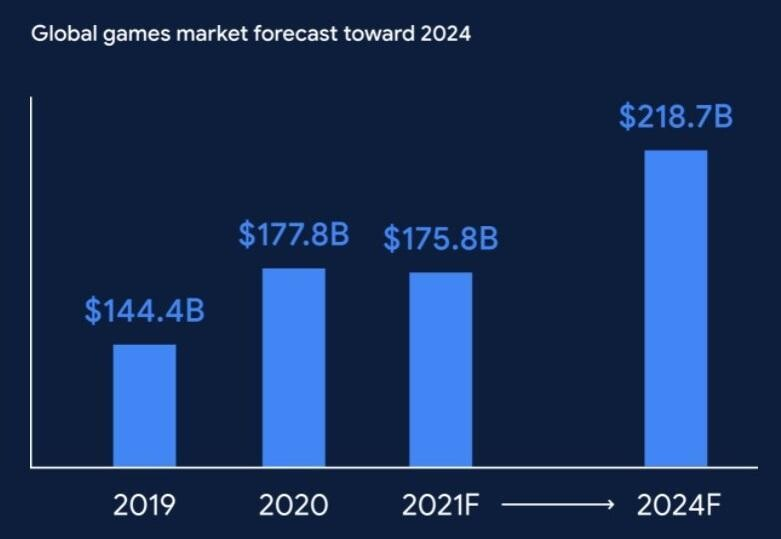 Global games market forecast toward 2024
$218.7B
$177.8B $175.8B
$144.4B
2019 2020 2021F 2024F